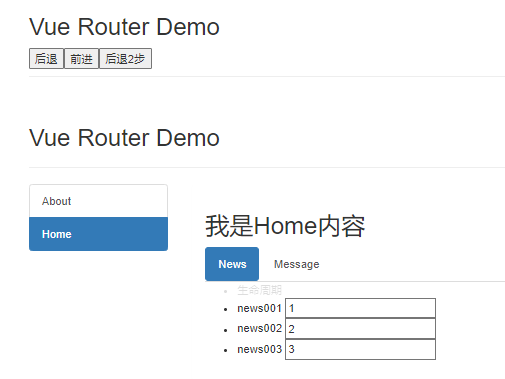 Vue Router Demo
后退 前进 后退2步
Vue Router Demo
About
Home
我是Home内容
News Message
生命周期
news001 1
news002 2
news003 3